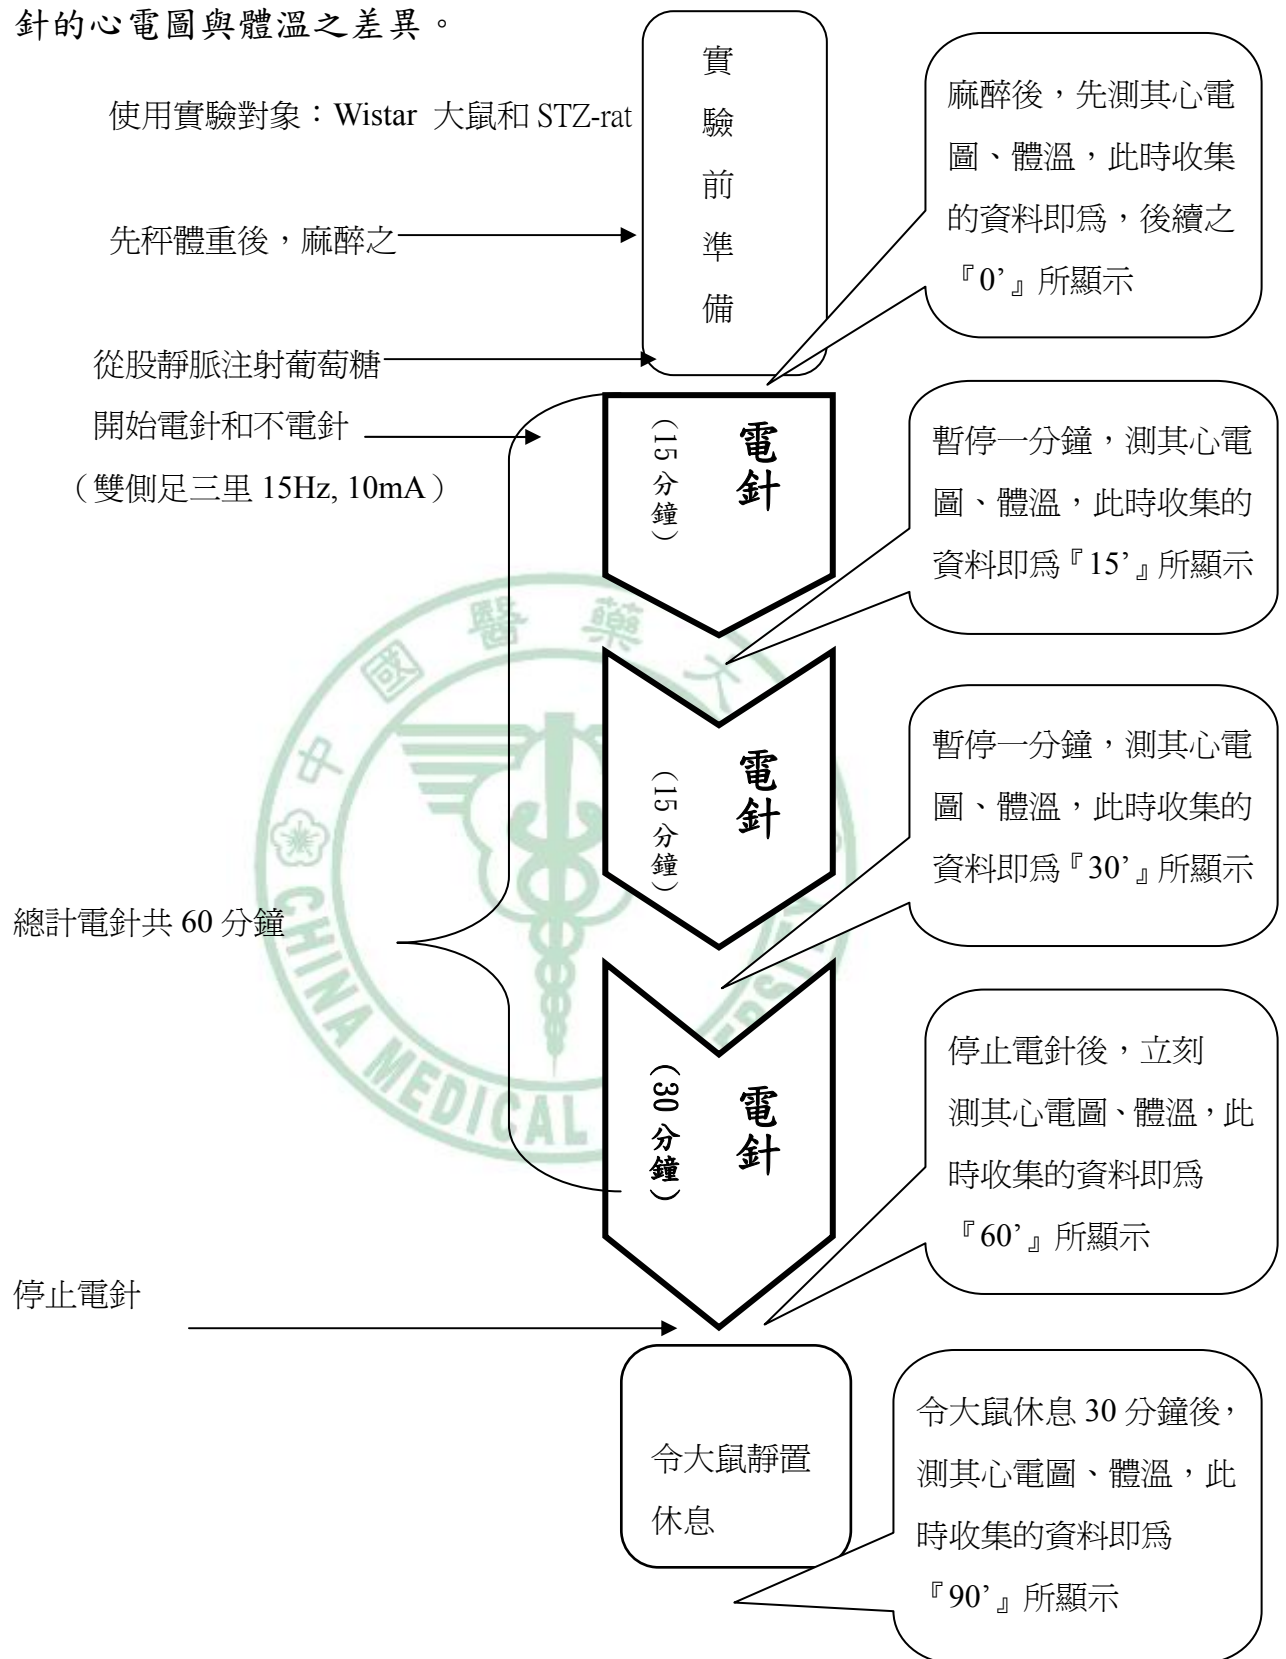 針的心電圖與體溫之差異。
實
驗
前
準
備
使用實驗對象：Wistar 大鼠和 STZ-rat
先秤體重後，麻醉之
從股靜脈注射葡萄糖
麻醉後，先測其心電
圖、體溫，此時收集
的資料即為，後續之
『0’』所顯示
開始電針和不電針
（雙側足三里 15Hz, 10mA）
電針
（15 分鐘）
暫停一分鐘，測其心電
圖、體溫，此時收集的
資料即為『15’』所顯示
電針
（15 分鐘）
暫停一分鐘，測其心電
圖、體溫，此時收集的
資料即為『30’』所顯示
總計電針共 60 分鐘
電針
（30 分鐘）
停止電針後，立刻
測其心電圖、體溫，此
時收集的資料即為
『60’』所顯示
停止電針
令大鼠靜置
休息
令大鼠休息 30 分鐘後，
測其心電圖、體溫，此
時收集的資料即為
『90’』所顯示
中國醫藥大
CHINA MEDICAL